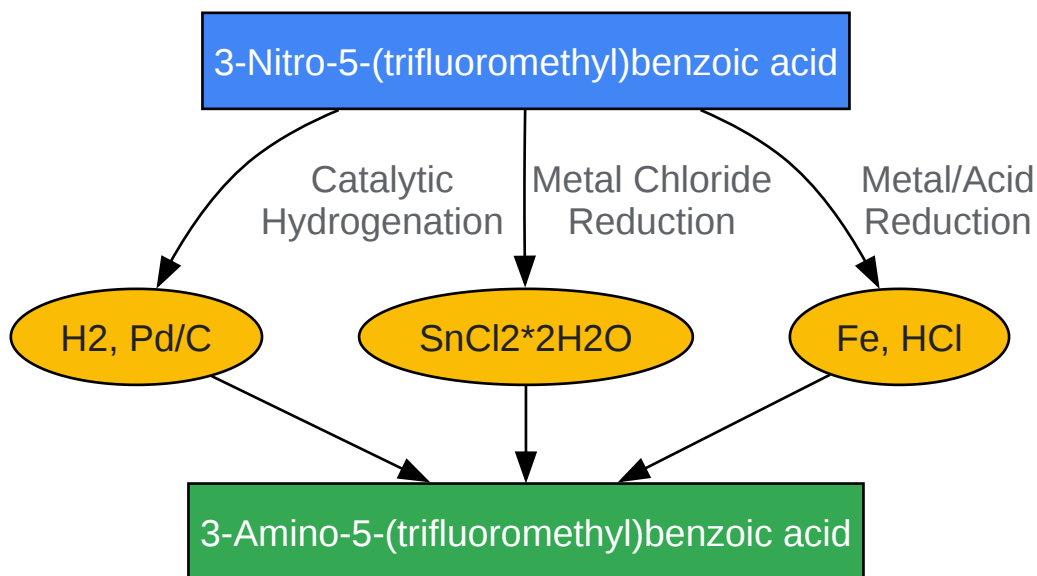 3-Nitro-5-(trifluoromethyl)benzoic acid
Catalytic
Hydrogenation
Metal Chloride
Reduction
Metal/Acid
Reduction
H2, Pd/C
SnCl2*2H2O
Fe, HCl
3-Amino-5-(trifluoromethyl)benzoic acid